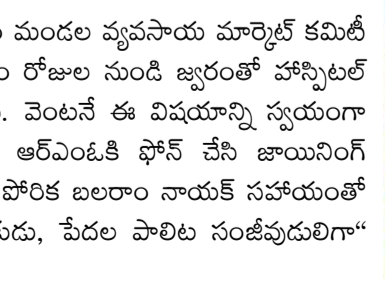 మండల వ్యవసాయ మార్కెట్ కమిటీ
రోజుల నుండి జ్వరంతో హాస్పిటల్
. వెంటనే ఈ విషయాన్ని స్వయంగా
ఆర్ఎంఓకి ఫోన్ చేసి జాయినింగ్
పోరిక బలరాం నాయక్ సహాయంతో
కుడు, పేదల పాలిట సంజీవుడులిగా“